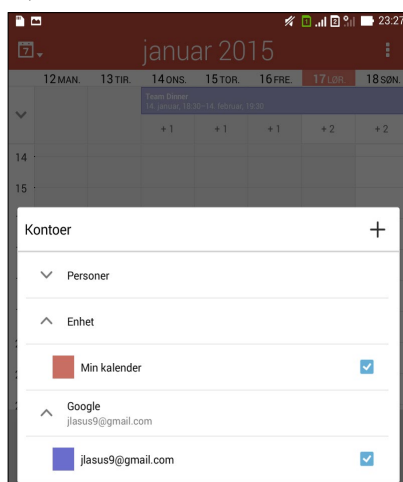 23:27
7
januar 2015
12 MAN. 13 TIR. 14 ONS. 15 TOR. 16 FRE. 17 LØR. 18 SØN.
Team Dinner
14. januar, 18:30–14. februar, 19:30
+ 1 + 1 + 1 + 2 + 2
14
15
Kontoer
Personer
Enhet
Min kalender
Google
jlasus9@gmail.com
jlasus9@gmail.com